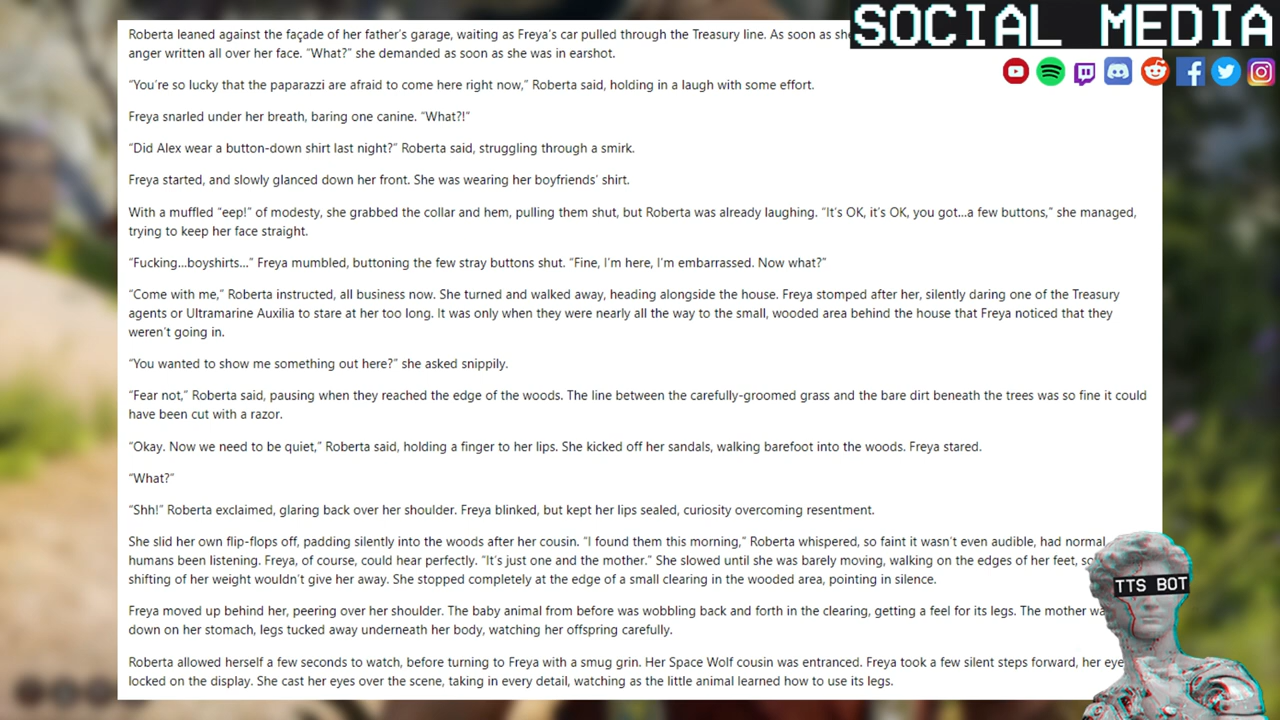 SOCIAL MEDIA
Roberta leaned against the façade of her father's garage, waiting as Freya's car pulled through the Treasury line. As soon as
anger written all over her face. “What?” she demanded as soon as she was in earshot.
“You're so lucky that the paparazzi are afraid to come here right now,” Roberta said, holding in a laugh with some effort.
Freya snarled under her breath, baring one canine. “What?!”
“Did Alex wear a button-down shirt last night?” Roberta said, struggling through a smirk.
Freya started, and slowly glanced down her front. She was wearing her boyfriends’ shirt.
With a muffled “eep!” of modesty, she grabbed the collar and hem, pulling them shut, but Roberta was already laughing. “It's OK, it's OK, you got…a few buttons,” she managed,
trying to keep her face straight.
“Fucking…boyshirts…” Freya mumbled, buttoning the few stray buttons shut. “Fine, I'm here, I'm embarrassed. Now what?”
“Come with me,” Roberta instructed, all business now. She turned and walked away, heading alongside the house. Freya stomped after her, silently daring one of the Treasury
agents or Ultramarine Auxilia to stare at her too long. It was only when they were nearly all the way to the small, wooded area behind the house that Freya noticed that they
weren't going in.
“You wanted to show me something out here?” she asked snippily.
“Fear not,” Roberta said, pausing when they reached the edge of the woods. The line between the carefully-groomed grass and the bare dirt beneath the trees was so fine it could
have been cut with a razor.
“Okay. Now we need to be quiet,” Roberta said, holding a finger to her lips. She kicked off her sandals, walking barefoot into the woods. Freya stared.
“What?”
“Shh!” Roberta exclaimed, glaring back over her shoulder. Freya blinked, but kept her lips sealed, curiosity overcoming resentment.
She slid her own flip-flops off, padding silently into the woods after her cousin. “I found them this morning,” Roberta whispered, so faint it wasn't even audible, had normal
humans been listening. Freya, of course, could hear perfectly. “It's just one and the mother.” She slowed until she was barely moving, walking on the edges of her feet,
shifting of her weight wouldn't give her away. She stopped completely at the edge of a small clearing in the wooded area, pointing in silence.
Freya moved up behind her, peering over her shoulder. The baby animal from before was wobbling back and forth in the clearing, getting a feel for its legs. The mother
down on her stomach, legs tucked away underneath her body, watching her offspring carefully.
Roberta allowed herself a few seconds to watch, before turning to Freya with a smug grin. Her Space Wolf cousin was entranced. Freya took a few silent steps forward, her
locked on the display. She cast her eyes over the scene, taking in every detail, watching as the little animal learned how to use its legs.
TTS BOT